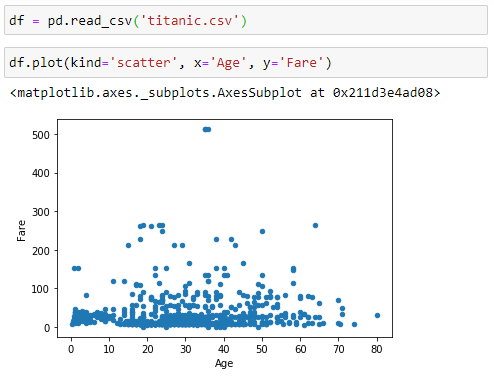 df = pd.read_csv('titanic.csv')
df.plot(kind='scatter', x='Age', y='Fare')
<matplotlib.axes._subplots.AxesSubplot at 0x211d3e4ad08>
500
400
300
200
100
0
Fare
0 10 20 30 40 50 60 70 80
Age